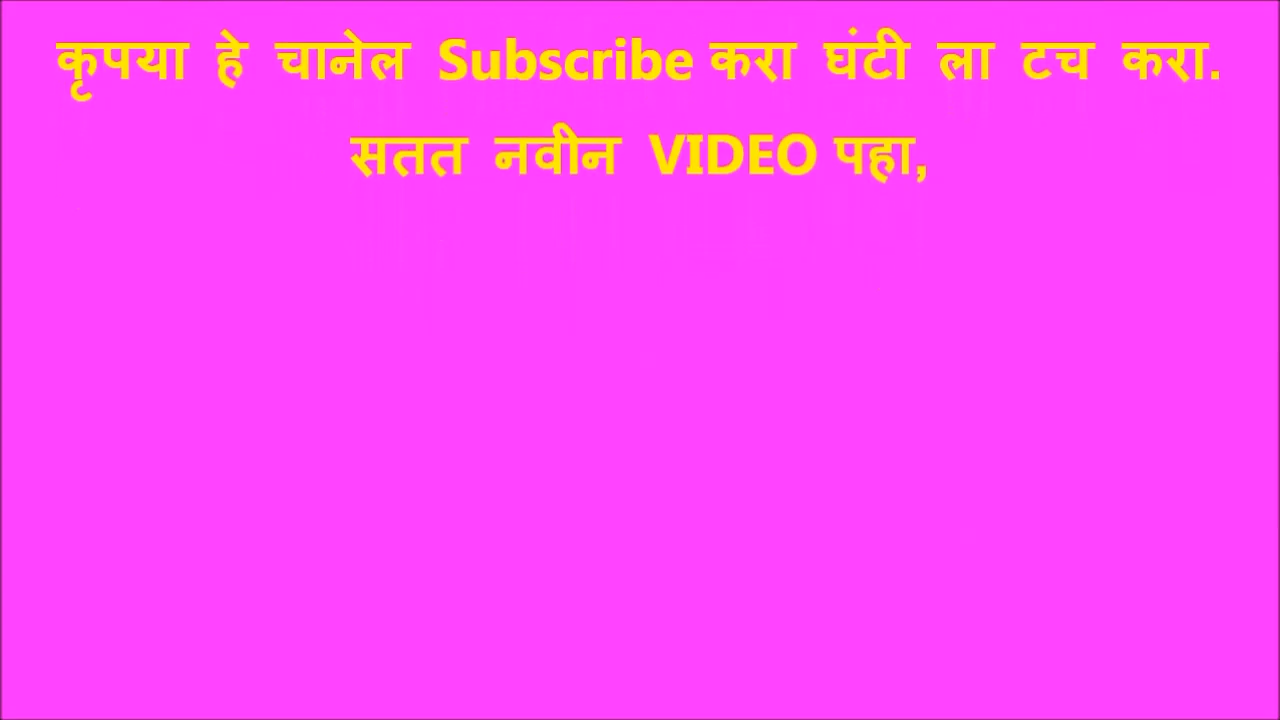 कृपया हे चानेल Subscribe करा घंटी ला टच करा.
सतत नवीन VIDEO पहा,